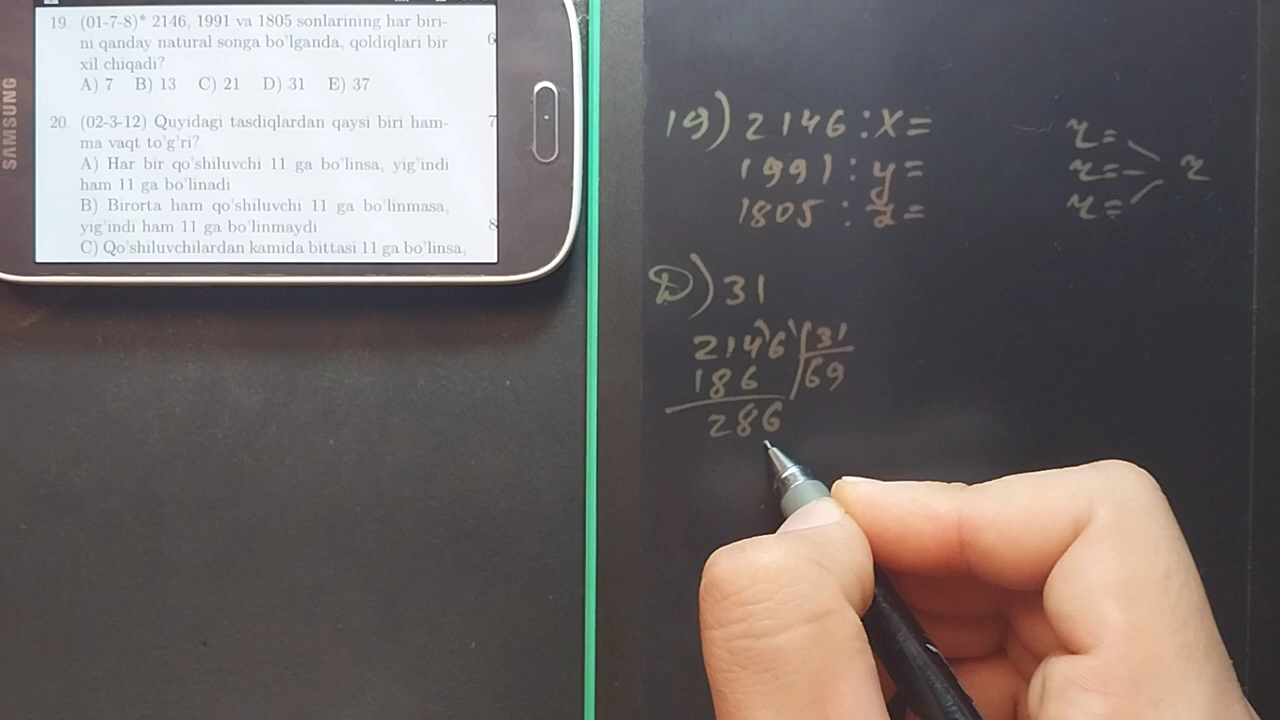 SAMSUNG
19. (01-7-8)* 2146, 1991 va 1805 sonlarining har biri-
ni qanday natural songa bo'lganda, qoldiqlari bir
xil chiqadi?
A) 7 B) 13 C) 21 D) 31 E) 37
20. (02-3-12) Quyidagi tasdiqlardan qaysi biri ham-
ma vaqt to'g'ri?
A) Har bir qo'shiluvchi 11 ga bo'linsa, yig'indi
ham 11 ga bo'linadi
B) Birorta ham qo'shiluvchi 11 ga bo'linmasa,
yig'indi ham 11 ga bo'linmaydi
C) Qo'shiluvchilardan kamida bittasi 11 ga bo'linsa,
6
7
8
19) 2146 : x = r =
1991 : y = r = r
1805 : z = r =
D) 31
2146 31
186 69
286